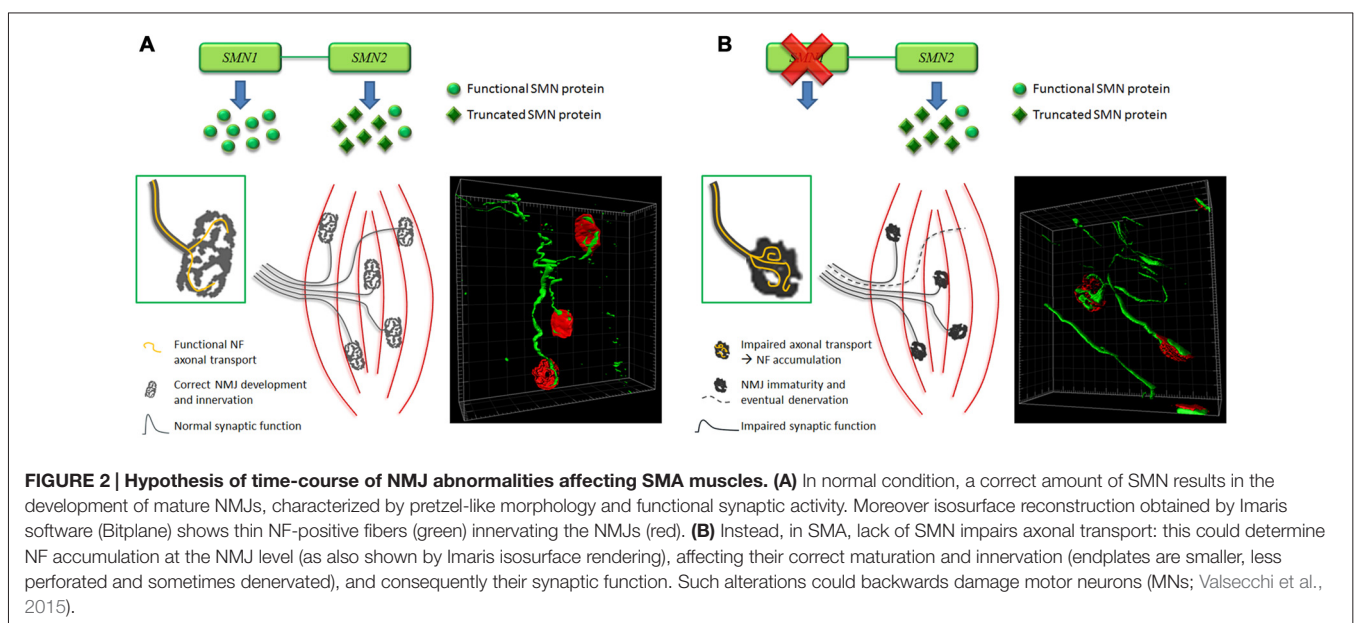 A
SMN1
SMN2
Functional SMN protein
Truncated SMN protein
Functional NF
axonal transport
Correct NMJ development
and innervation
Normal synaptic function
B
SMN2
Functional SMN protein
Truncated SMN protein
Impaired axonal transport
→ NF accumulation
NMJ immaturity and
eventual denervation
Impaired synaptic function
FIGURE 2 | Hypothesis of time-course of NMJ abnormalities affecting SMA muscles. (A) In normal condition, a correct amount of SMN results in the
development of mature NMJs, characterized by pretzel-like morphology and functional synaptic activity. Moreover isosurface reconstruction obtained by Imaris
software (Bitplane) shows thin NF-positive fibers (green) innervating the NMJs (red). (B) Instead, in SMA, lack of SMN impairs axonal transport: this could determine
NF accumulation at the NMJ level (as also shown by Imaris isosurface rendering), affecting their correct maturation and innervation (endplates are smaller, less
perforated and sometimes denervated), and consequently their synaptic function. Such alterations could backwards damage motor neurons (MNs; Valsecchi et al.,
2015).